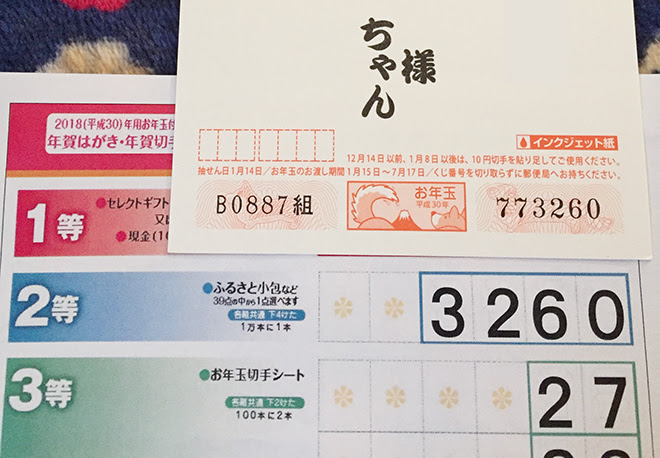 様
ちゃん
インクジェット紙
12月14日以前、1月8日以後は、10円切手を貼り足してご使用ください。
抽せん日1月14日/お年玉のお渡し期間1月15日〜7月17日/くじ番号を切り取らずに郵便局へお持ちください。
B0887組
お年玉
平成30年
773260
2018(平成30)年用お年玉付
年賀はがき・年賀切手
1等
●セレクトギフト
又は
●現金(10
2等
●ふるさと小包など
39点の中から1点選べます
各組共通 下4けた
1万本に1本
3260
3等
●お年玉切手シート
各組共通 下2けた
100本に2本
27